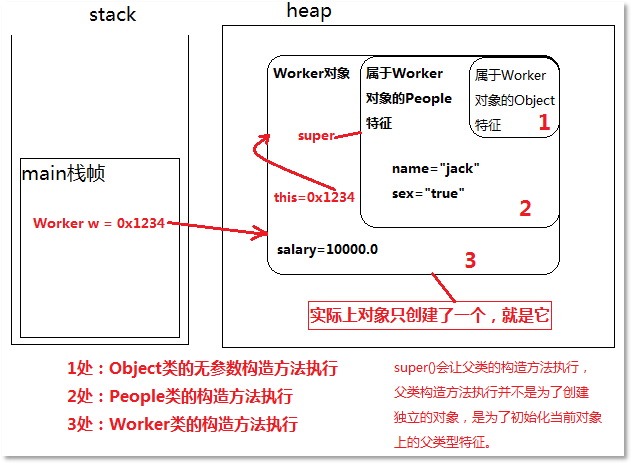 stack
heap
Worker对象
属于Worker
对象的People
特征
属于Worker
对象的Object
特征
1
super
name="jack"
sex="true"
2
main栈帧
this=0x1234
Worker w = 0x1234
salary=10000.0
3
实际上对象只创建了一个，就是它
1处：Object类的无参数构造方法执行
2处：People类的构造方法执行
3处：Worker类的构造方法执行
super()会让父类的构造方法执行，
父类构造方法执行并不是为了创建
独立的对象，是为了初始化当前对象
上的父类型特征。